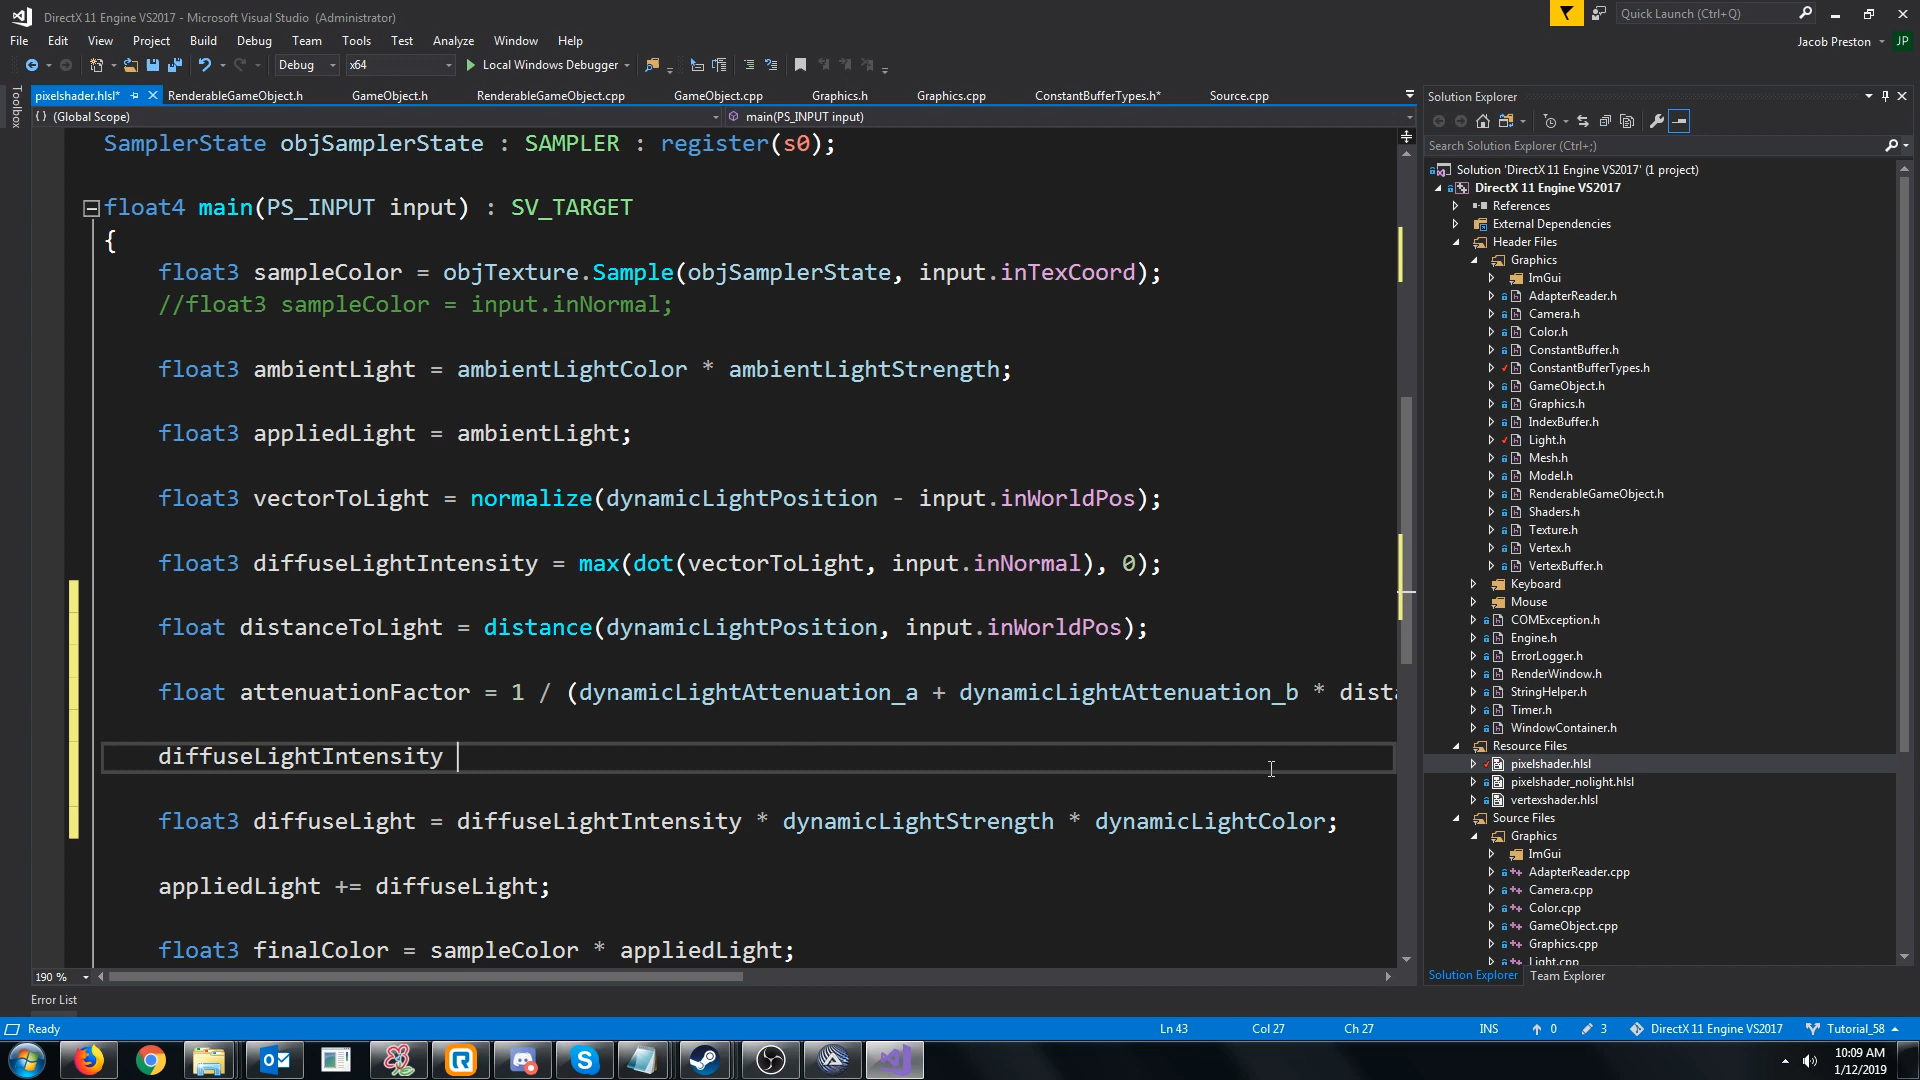 DirectX 11 Engine VS2017 - Microsoft Visual Studio (Administrator)
Quick Launch (Ctrl+Q)
File Edit View Project Build Debug Team Tools Test Analyze Window Help
Jacob Preston JP
Debug x64 Local Windows Debugger
Toolbox
pixelshader.hlsl* RenderableGameObject.h GameObject.h RenderableGameObject.cpp GameObject.cpp Graphics.h Graphics.cpp ConstantBufferTypes.h* Source.cpp
(Global Scope) main(PS_INPUT input)
SamplerState objSamplerState : SAMPLER : register(s0);
float4 main(PS_INPUT input) : SV_TARGET
{
float3 sampleColor = objTexture.Sample(objSamplerState, input.inTexCoord);
//float3 sampleColor = input.inNormal;
float3 ambientLight = ambientLightColor * ambientLightStrength;
float3 appliedLight = ambientLight;
float3 vectorToLight = normalize(dynamicLightPosition - input.inWorldPos);
float3 diffuseLightIntensity = max(dot(vectorToLight, input.inNormal), 0);
float distanceToLight = distance(dynamicLightPosition, input.inWorldPos);
float attenuationFactor = 1 / (dynamicLightAttenuation_a + dynamicLightAttenuation_b * dist
diffuseLightIntensity
float3 diffuseLight = diffuseLightIntensity * dynamicLightStrength * dynamicLightColor;
appliedLight += diffuseLight;
float3 finalColor = sampleColor * appliedLight;
190 %
Error List
Solution Explorer
Search Solution Explorer (Ctrl+;)
Solution 'DirectX 11 Engine VS2017' (1 project)
DirectX 11 Engine VS2017
References
External Dependencies
Header Files
Graphics
ImGui
AdapterReader.h
Camera.h
Color.h
ConstantBuffer.h
ConstantBufferTypes.h
GameObject.h
Graphics.h
IndexBuffer.h
Light.h
Mesh.h
Model.h
RenderableGameObject.h
Shaders.h
Texture.h
Vertex.h
VertexBuffer.h
Keyboard
Mouse
COMException.h
Engine.h
ErrorLogger.h
RenderWindow.h
StringHelper.h
Timer.h
WindowContainer.h
Resource Files
pixelshader.hlsl
pixelshader_nolight.hlsl
vertexshader.hlsl
Source Files
Graphics
ImGui
AdapterReader.cpp
Camera.cpp
Color.cpp
GameObject.cpp
Graphics.cpp
Light.cpp
Solution Explorer Team Explorer
Ready Ln 43 Col 27 Ch 27 INS 0 3 DirectX 11 Engine VS2017 Tutorial_58
10:09 AM
1/12/2019